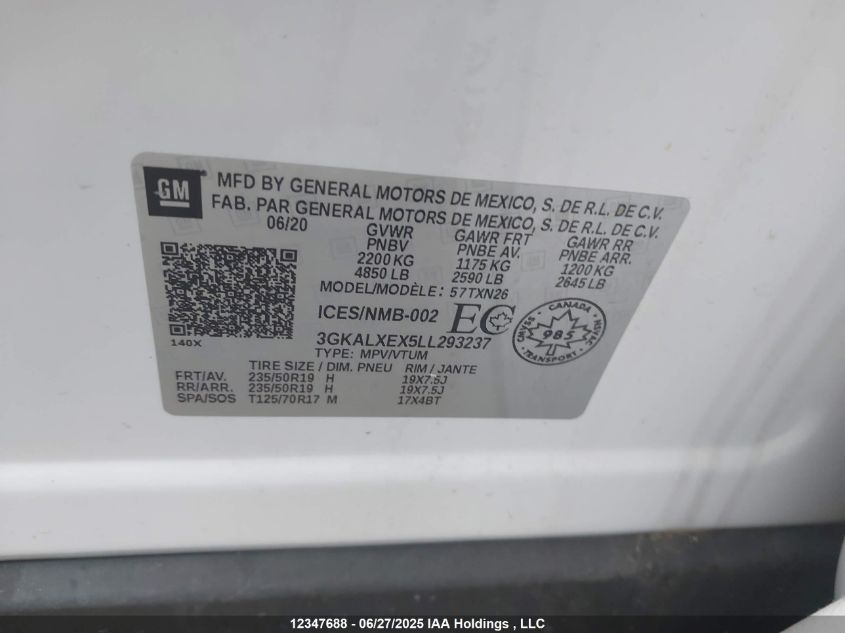 GM
MFD BY GENERAL MOTORS DE MEXICO, S. DE R.L. DE C.V.
FAB. PAR GENERAL MOTORS DE MEXICO, S. DE R.L. DE C.V.
06/20 GVWR GAWR FRT GAWR RR
PNBV PNBE AV. PNBE ARR.
2200 KG 1175 KG 1200 KG
4850 LB 2590 LB 2645 LB
MODEL/MODÈLE: 57TXN26
ICES/NMB-002 EC
CANADA
CMVSS 985 NSVAC
TRANSPORT
140X
3GKALXEX5LL293237
TYPE: MPV/VTUM
TIRE SIZE / DIM. PNEU RIM / JANTE
FRT/AV. 235/50R19 H 19X7.5J
RR/ARR. 235/50R19 H 19X7.5J
SPA/SOS T125/70R17 M 17X4BT
12347688 - 06/27/2025 IAA Holdings , LLC